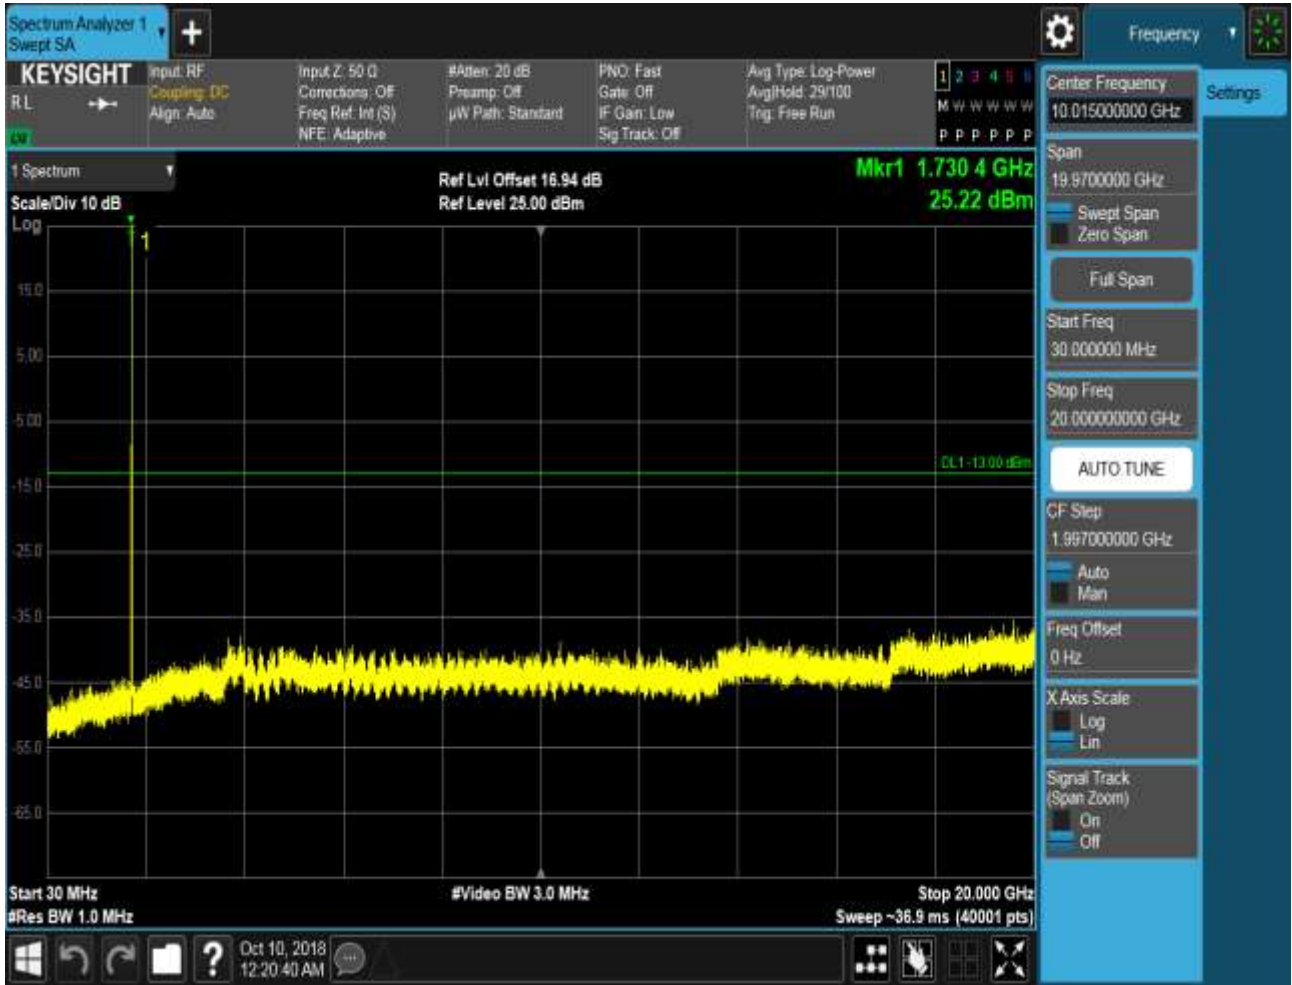 Spectrum Analyzer 1
Swept SA
Frequency
KEYSIGHT
R L
Input: RF
Coupling: DC
Align: Auto
Input Z: 50 Ω
Corrections: Off
Freq Ref: Int (S)
NFE: Adaptive
#Atten: 20 dB
Preamp: Off
µW Path: Standard
PNO: Fast
Gate: Off
IF Gain: Low
Sig Track: Off
Avg Type: Log-Power
Avg|Hold: 29/100
Trig: Free Run
1 2 3 4 5 6
M W W W W W
P P P P P P
1 Spectrum
Scale/Div 10 dB
Log
Ref Lvl Offset 16.94 dB
Ref Level 25.00 dBm
Mkr1 1.730 4 GHz
25.22 dBm
1
15.0
5.00
-5.00
DL1 -13.00 dBm
-15.0
-25.0
-35.0
-45.0
-55.0
-65.0
Start 30 MHz
#Res BW 1.0 MHz
#Video BW 3.0 MHz
Stop 20.000 GHz
Sweep ~36.9 ms (40001 pts)
Center Frequency
10.015000000 GHz
Settings
Span
19.9700000 GHz
Swept Span
Zero Span
Full Span
Start Freq
30.000000 MHz
Stop Freq
20.000000000 GHz
AUTO TUNE
CF Step
1.997000000 GHz
Auto
Man
Freq Offset
0 Hz
X Axis Scale
Log
Lin
Signal Track
(Span Zoom)
On
Off
?
Oct 10, 2018
12:20:40 AM